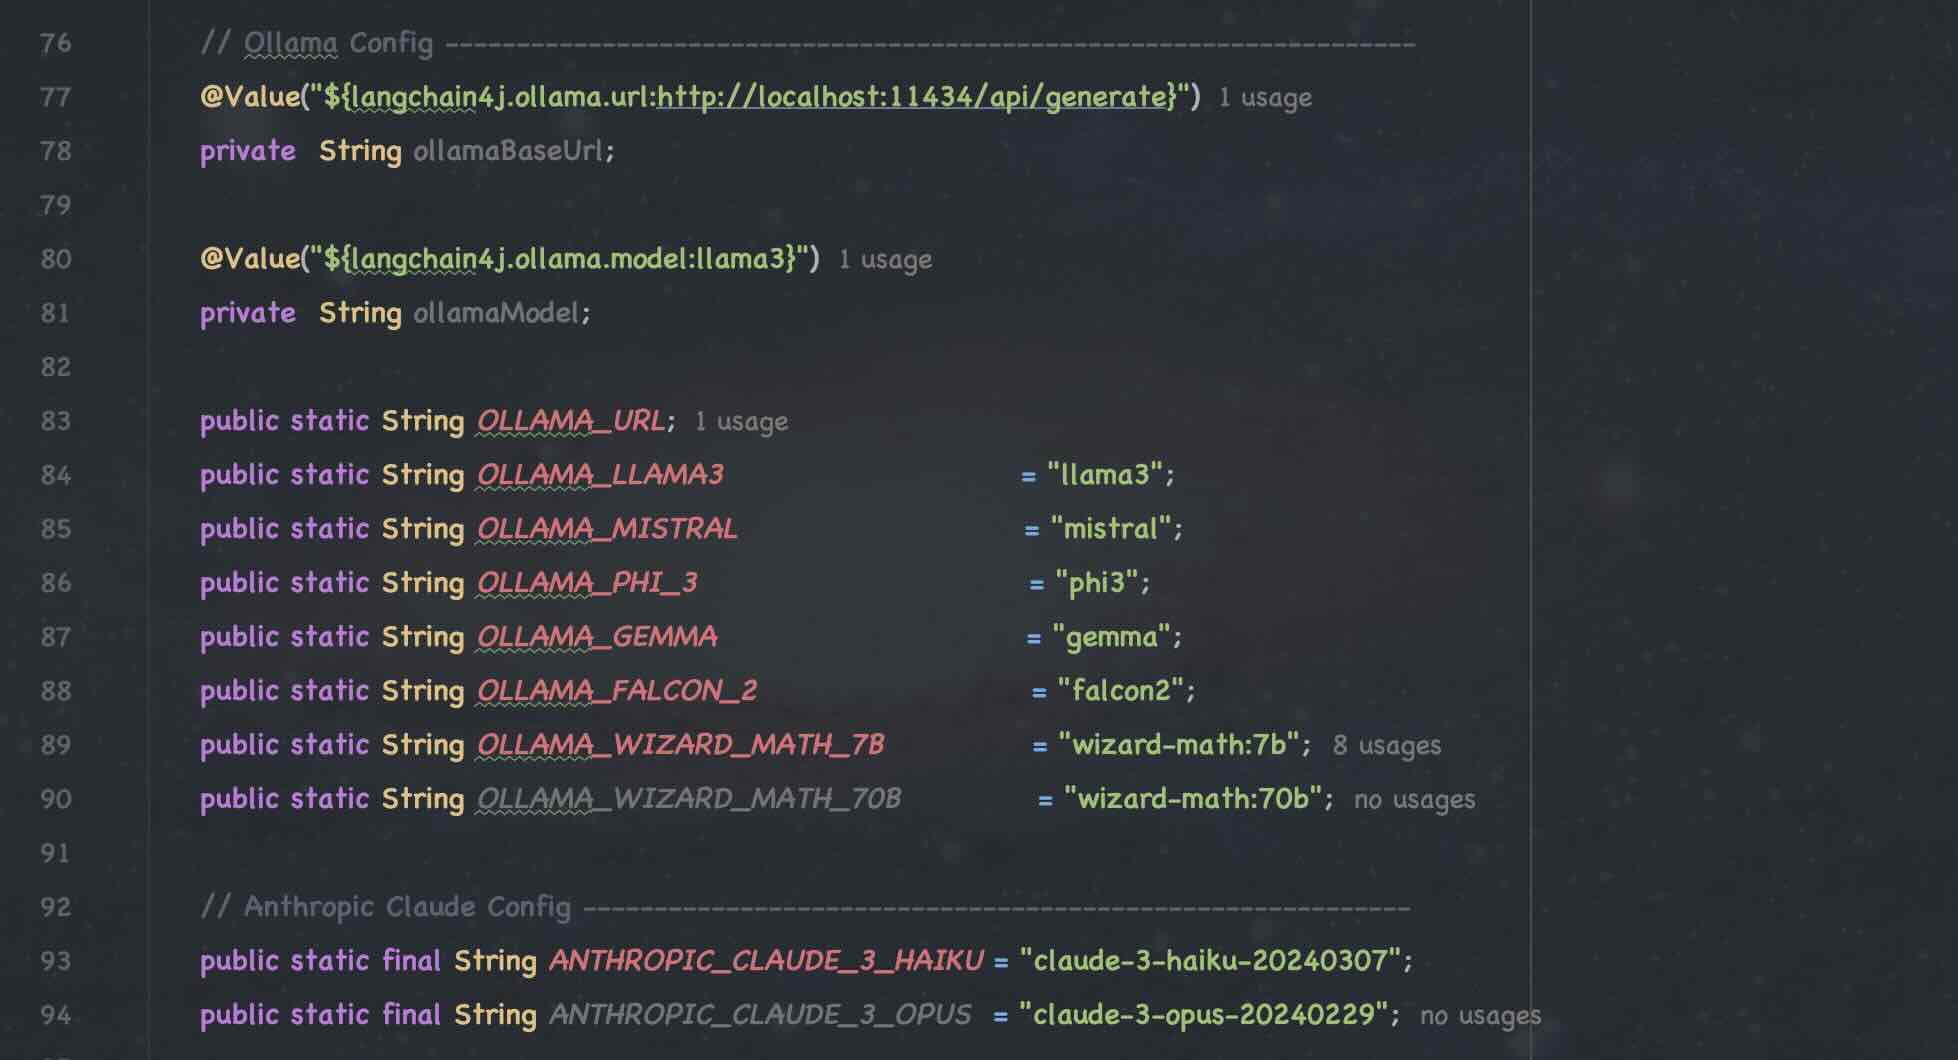 76 // Ollama Config --------------------------------------------------------------------
77 @Value("${langchain4j.ollama.url:http://localhost:11434/api/generate}") 1 usage
78 private  String ollamaBaseUrl;
79
80 @Value("${langchain4j.ollama.model:llama3}") 1 usage
81 private  String ollamaModel;
82
83 public static String OLLAMA_URL; 1 usage
84 public static String OLLAMA_LLAMA3 = "llama3";
85 public static String OLLAMA_MISTRAL = "mistral";
86 public static String OLLAMA_PHI_3 = "phi3";
87 public static String OLLAMA_GEMMA = "gemma";
88 public static String OLLAMA_FALCON_2 = "falcon2";
89 public static String OLLAMA_WIZARD_MATH_7B = "wizard-math:7b"; 8 usages
90 public static String OLLAMA_WIZARD_MATH_70B = "wizard-math:70b"; no usages
91
92 // Anthropic Claude Config ----------------------------------------------------------
93 public static final String ANTHROPIC_CLAUDE_3_HAIKU = "claude-3-haiku-20240307";
94 public static final String ANTHROPIC_CLAUDE_3_OPUS = "claude-3-opus-20240229"; no usages